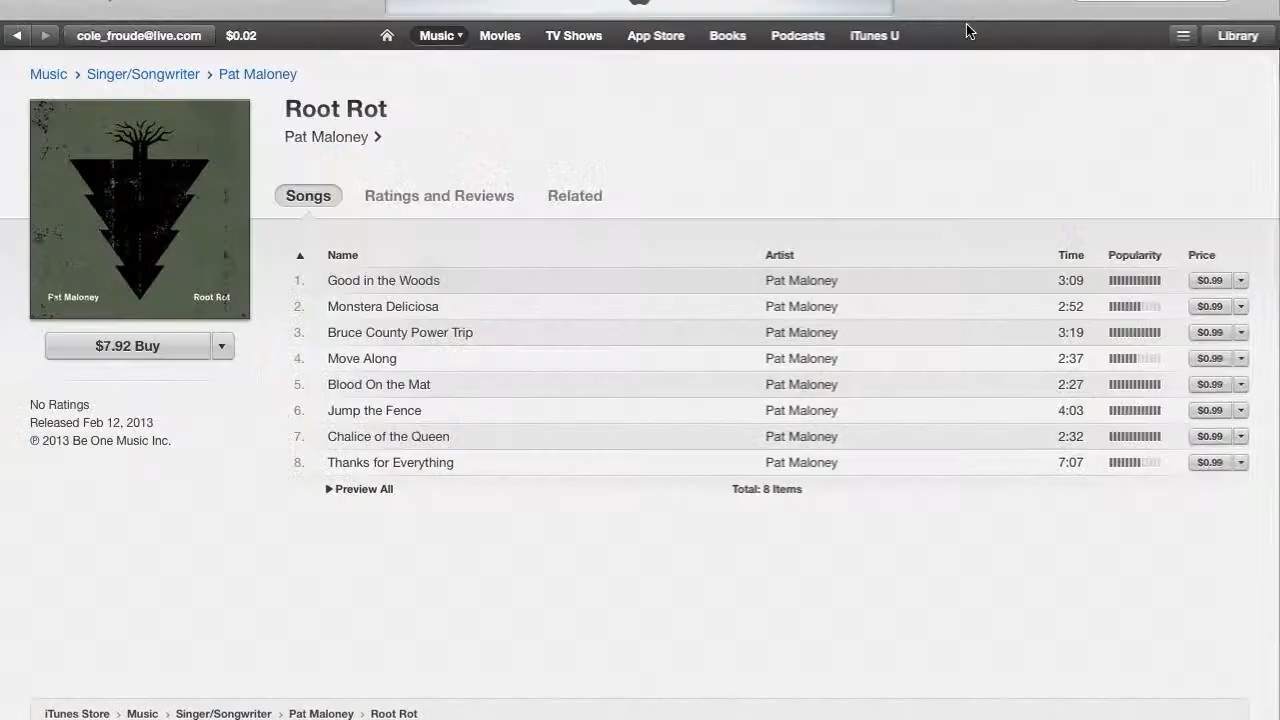 cole_froude@live.com $0.02 Music Movies TV Shows App Store Books Podcasts iTunes U Library
Music > Singer/Songwriter > Pat Maloney
Root Rot
Pat Maloney >
Songs Ratings and Reviews Related
Pat Maloney Root Rot
$7.92 Buy
No Ratings
Released Feb 12, 2013
℗ 2013 Be One Music Inc.
Name Artist Time Popularity Price
1. Good in the Woods Pat Maloney 3:09 $0.99
2. Monstera Deliciosa Pat Maloney 2:52 $0.99
3. Bruce County Power Trip Pat Maloney 3:19 $0.99
4. Move Along Pat Maloney 2:37 $0.99
5. Blood On the Mat Pat Maloney 2:27 $0.99
6. Jump the Fence Pat Maloney 4:03 $0.99
7. Chalice of the Queen Pat Maloney 2:32 $0.99
8. Thanks for Everything Pat Maloney 7:07 $0.99
Preview All Total: 8 Items
iTunes Store > Music > Singer/Songwriter > Pat Maloney > Root Rot